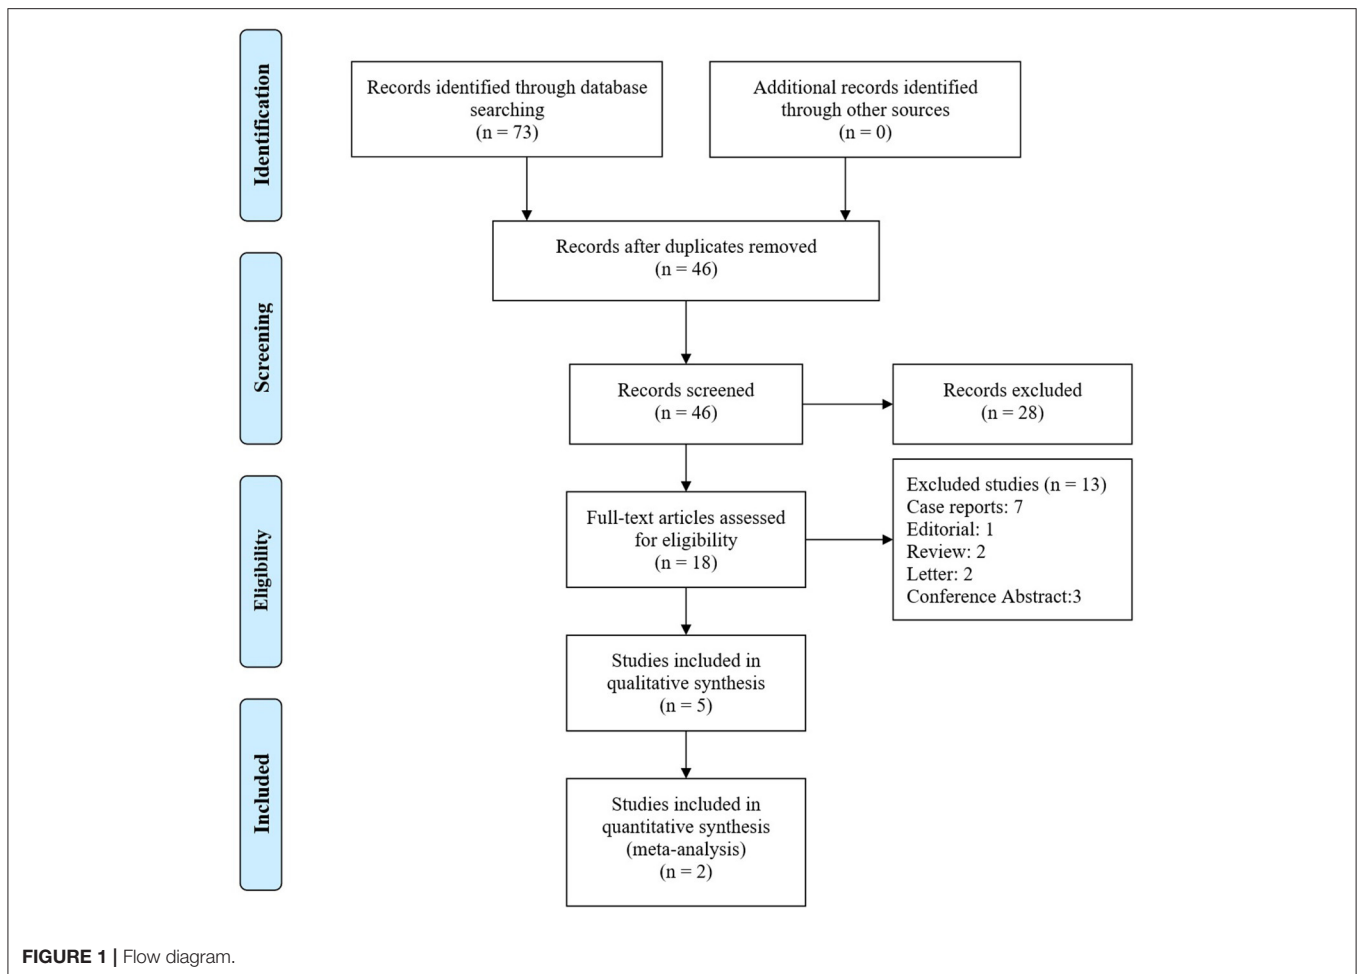 Identification
Records identified through database
searching
(n = 73)
Additional records identified
through other sources
(n = 0)
Records after duplicates removed
(n = 46)
Screening
Records screened
(n = 46)
Records excluded
(n = 28)
Eligibility
Full-text articles assessed
for eligibility
(n = 18)
Excluded studies (n = 13)
Case reports: 7
Editorial: 1
Review: 2
Letter: 2
Conference Abstract:3
Studies included in
qualitative synthesis
(n = 5)
Included
Studies included in
quantitative synthesis
(meta-analysis)
(n = 2)
FIGURE 1 | Flow diagram.